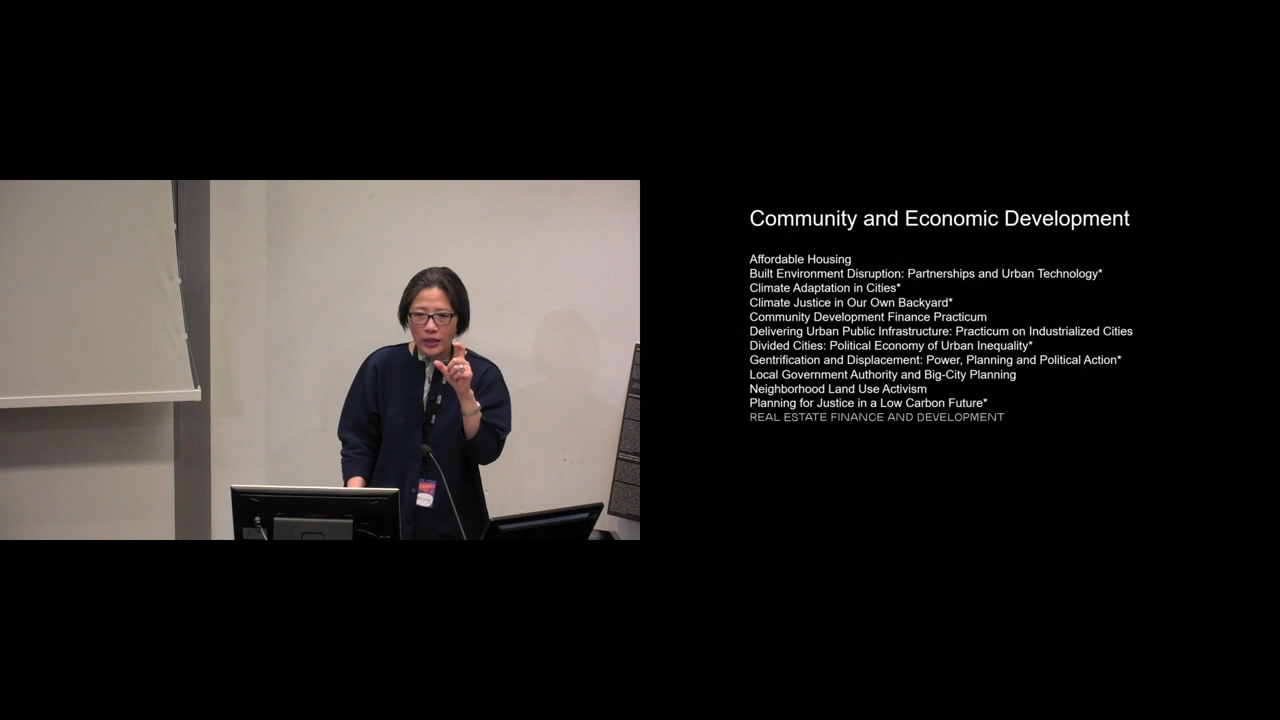 Community and Economic Development
Affordable Housing
Built Environment Disruption: Partnerships and Urban Technology*
Climate Adaptation in Cities*
Climate Justice in Our Own Backyard*
Community Development Finance Practicum
Delivering Urban Public Infrastructure: Practicum on Industrialized Cities
Divided Cities: Political Economy of Urban Inequality*
Gentrification and Displacement: Power, Planning and Political Action*
Local Government Authority and Big-City Planning
Neighborhood Land Use Activism
Planning for Justice in a Low Carbon Future*
REAL ESTATE FINANCE AND DEVELOPMENT